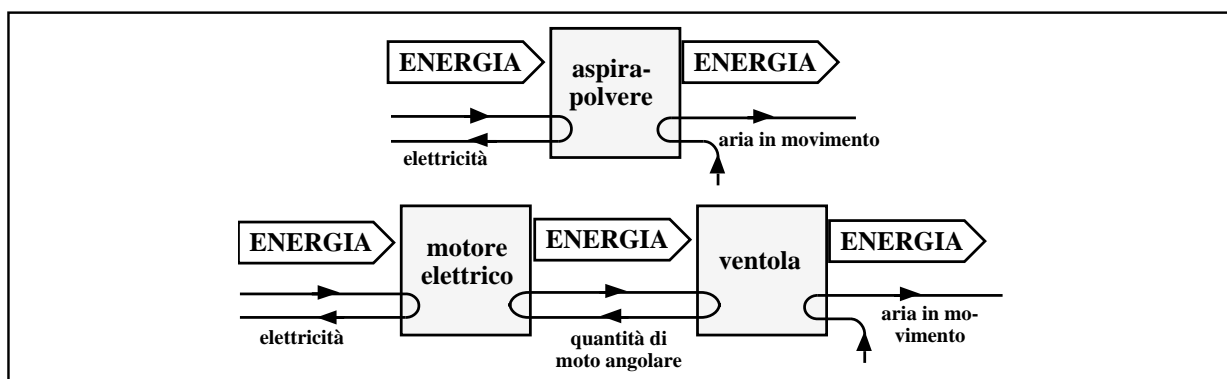 ENERGIA
aspira-
polvere
ENERGIA
elettricità
aria in movimento
ENERGIA
motore
elettrico
ENERGIA
ventola
ENERGIA
elettricità
quantità di
moto angolare
aria in mo-
vimento